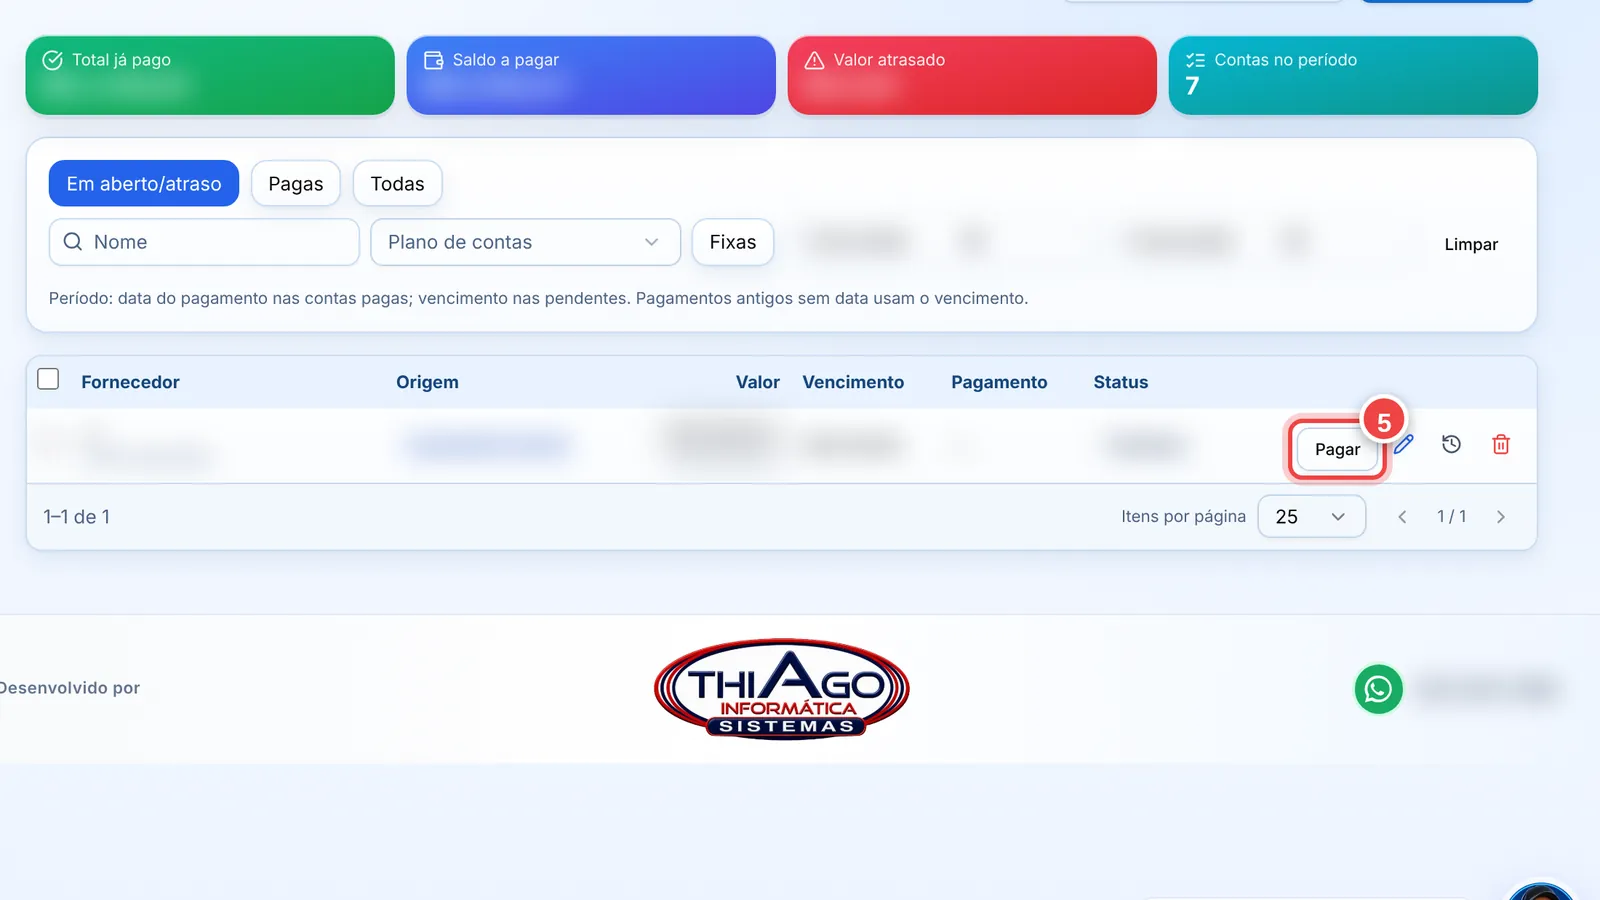 Total já pago
Saldo a pagar
Valor atrasado
Contas no período
7
Em aberto/atraso
Pagas
Todas
Nome
Plano de contas
Fixas
Limpar
Período: data do pagamento nas contas pagas; vencimento nas pendentes. Pagamentos antigos sem data usam o vencimento.
Fornecedor Origem Valor Vencimento Pagamento Status
Pagar
5
1–1 de 1
Itens por página 25 1 / 1
Desenvolvido por
THIAGO
INFORMÁTICA
SISTEMAS